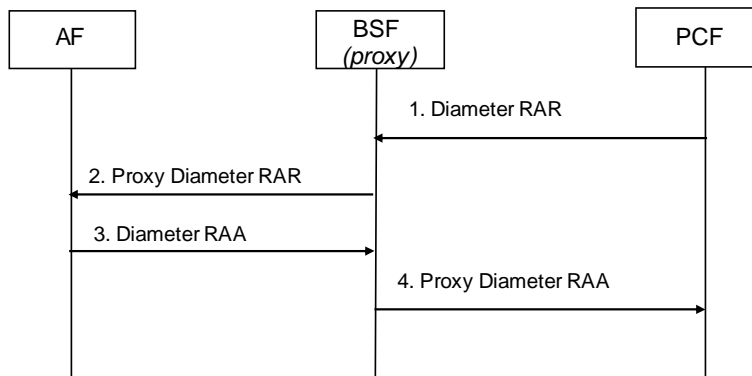 AF
BSF
(proxy)
PCF
1. Diameter RAR
2. Proxy Diameter RAR
3. Diameter RAA
4. Proxy Diameter RAA